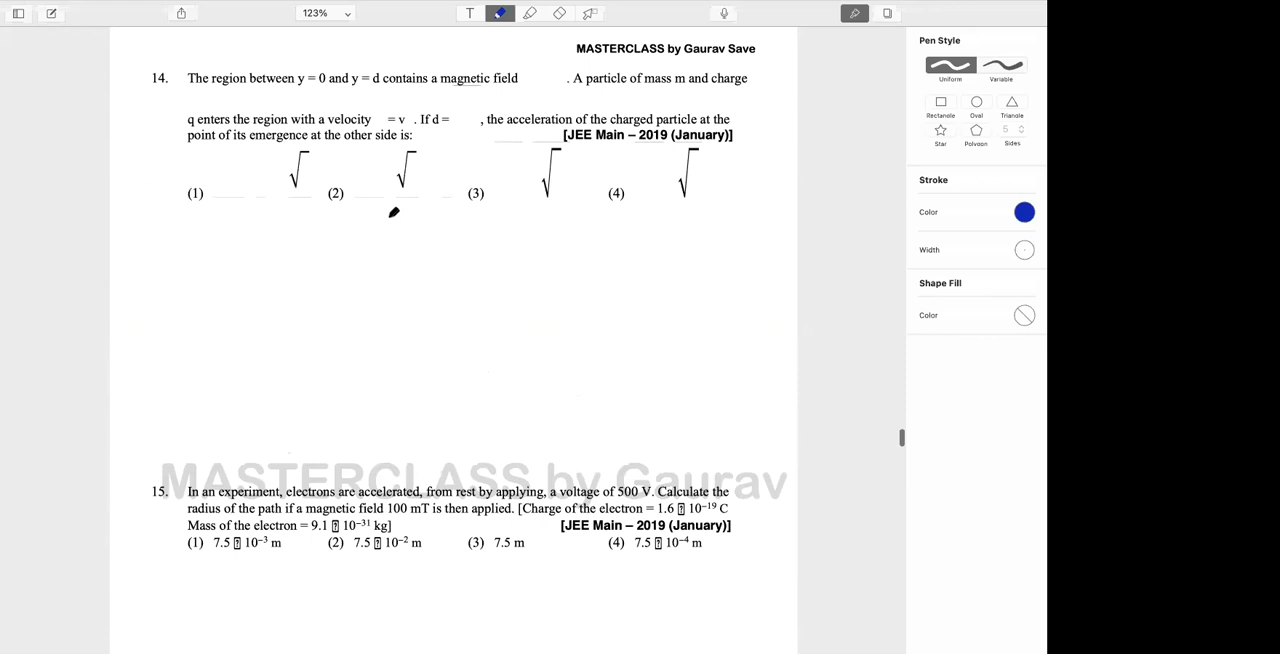 123%
T
MASTERCLASS by Gaurav Save
14. The region between y = 0 and y = d contains a magnetic field . A particle of mass m and charge
q enters the region with a velocity = v . If d = , the acceleration of the charged particle at the
point of its emergence at the other side is: [JEE Main – 2019 (January)]
(1) √ (2) √ (3) √ (4) √
MASTERCLASS by Gaurav
15. In an experiment, electrons are accelerated, from rest by applying, a voltage of 500 V. Calculate the
radius of the path if a magnetic field 100 mT is then applied. [Charge of the electron = 1.6 ⍰ 10⁻¹⁹ C
Mass of the electron = 9.1 ⍰ 10⁻³¹ kg] [JEE Main – 2019 (January)]
(1) 7.5 ⍰ 10⁻³ m (2) 7.5 ⍰ 10⁻² m (3) 7.5 m (4) 7.5 ⍰ 10⁻⁴ m
Pen Style
Uniform Variable
Rectangle Oval Triangle
5
Star Polygon Sides
Stroke
Color
Width
Shape Fill
Color